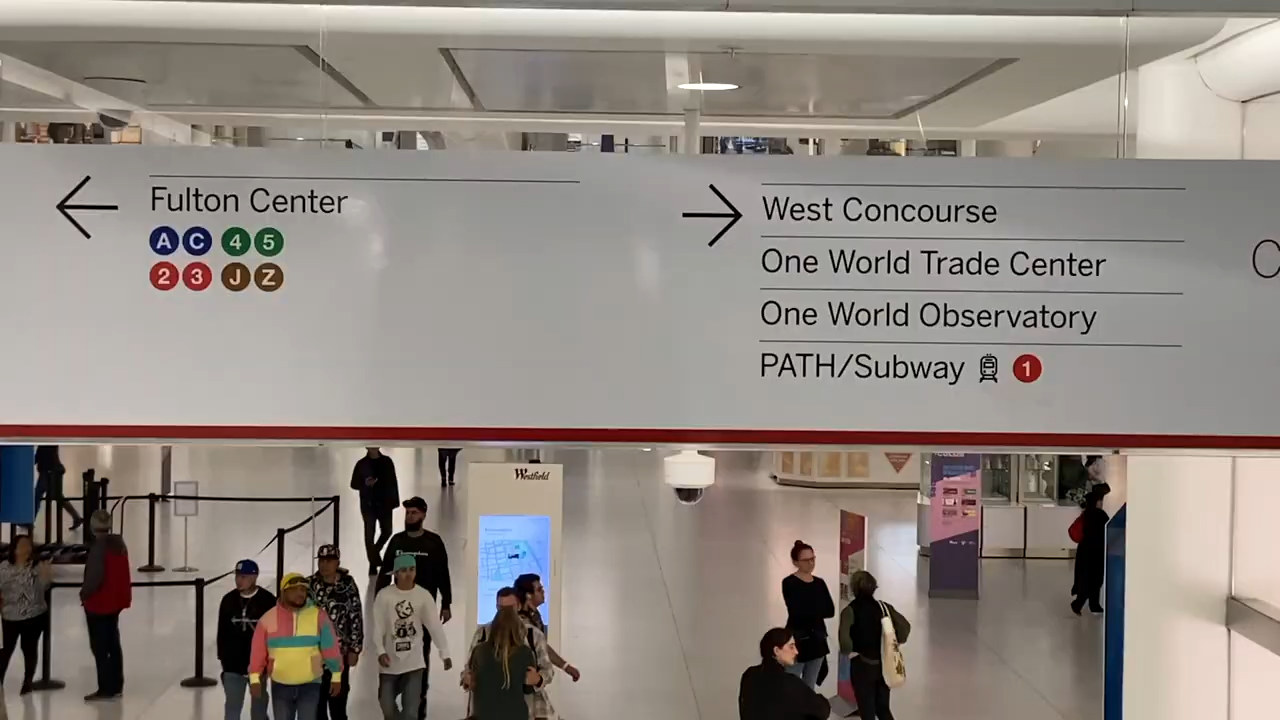 Fulton Center
A C 4 5
2 3 J Z
West Concourse
One World Trade Center
One World Observatory
PATH/Subway 1
Westfield
Champion